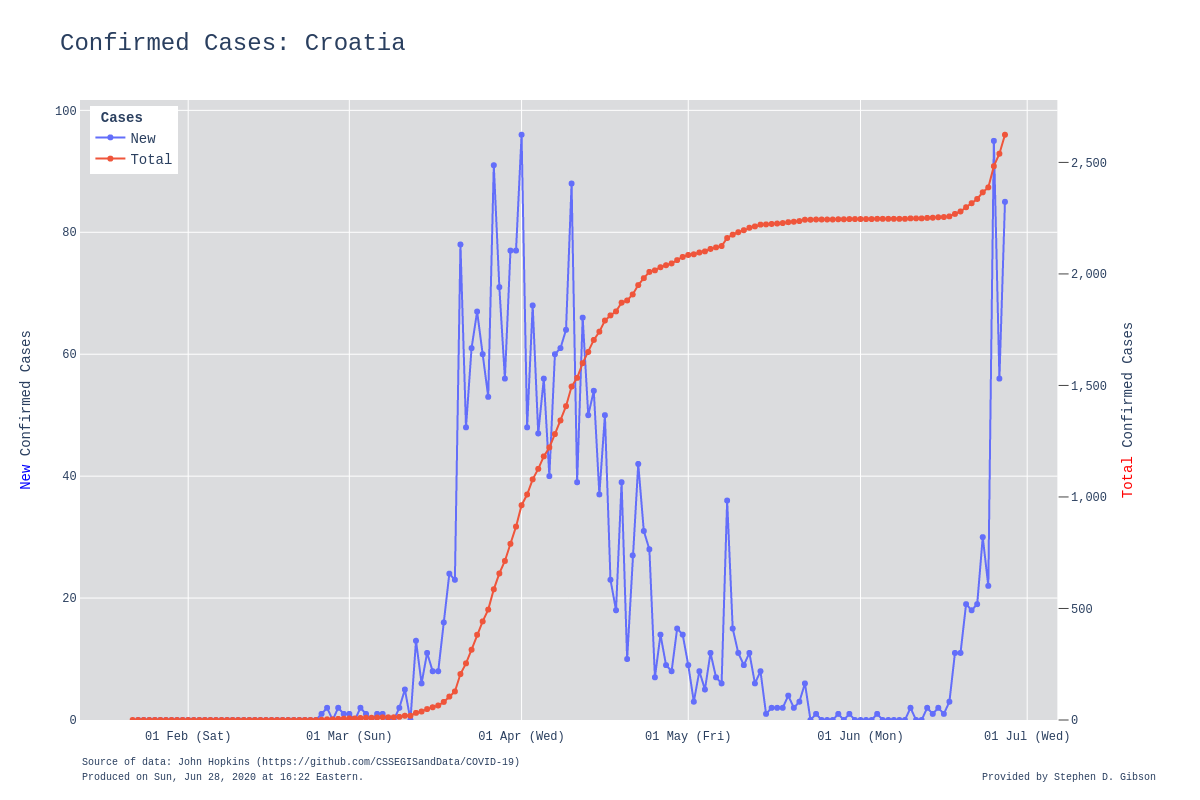 Confirmed Cases: Croatia
Cases
New
Total
100
80
60
40
20
0
New Confirmed Cases
2,500
2,000
1,500
1,000
500
0
Total Confirmed Cases
01 Feb (Sat)
01 Mar (Sun)
01 Apr (Wed)
01 May (Fri)
01 Jun (Mon)
01 Jul (Wed)
Source of data: John Hopkins (https://github.com/CSSEGISandData/COVID-19)
Produced on Sun, Jun 28, 2020 at 16:22 Eastern.
Provided by Stephen D. Gibson